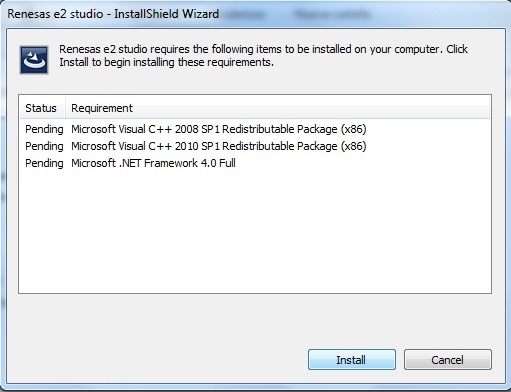 Renesas e2 studio - InstallShield Wizard
Renesas e2 studio requires the following items to be installed on your computer. Click
Install to begin installing these requirements.
Status Requirement
Pending Microsoft Visual C++ 2008 SP1 Redistributable Package (x86)
Pending Microsoft Visual C++ 2010 SP1 Redistributable Package (x86)
Pending Microsoft .NET Framework 4.0 Full
Install Cancel